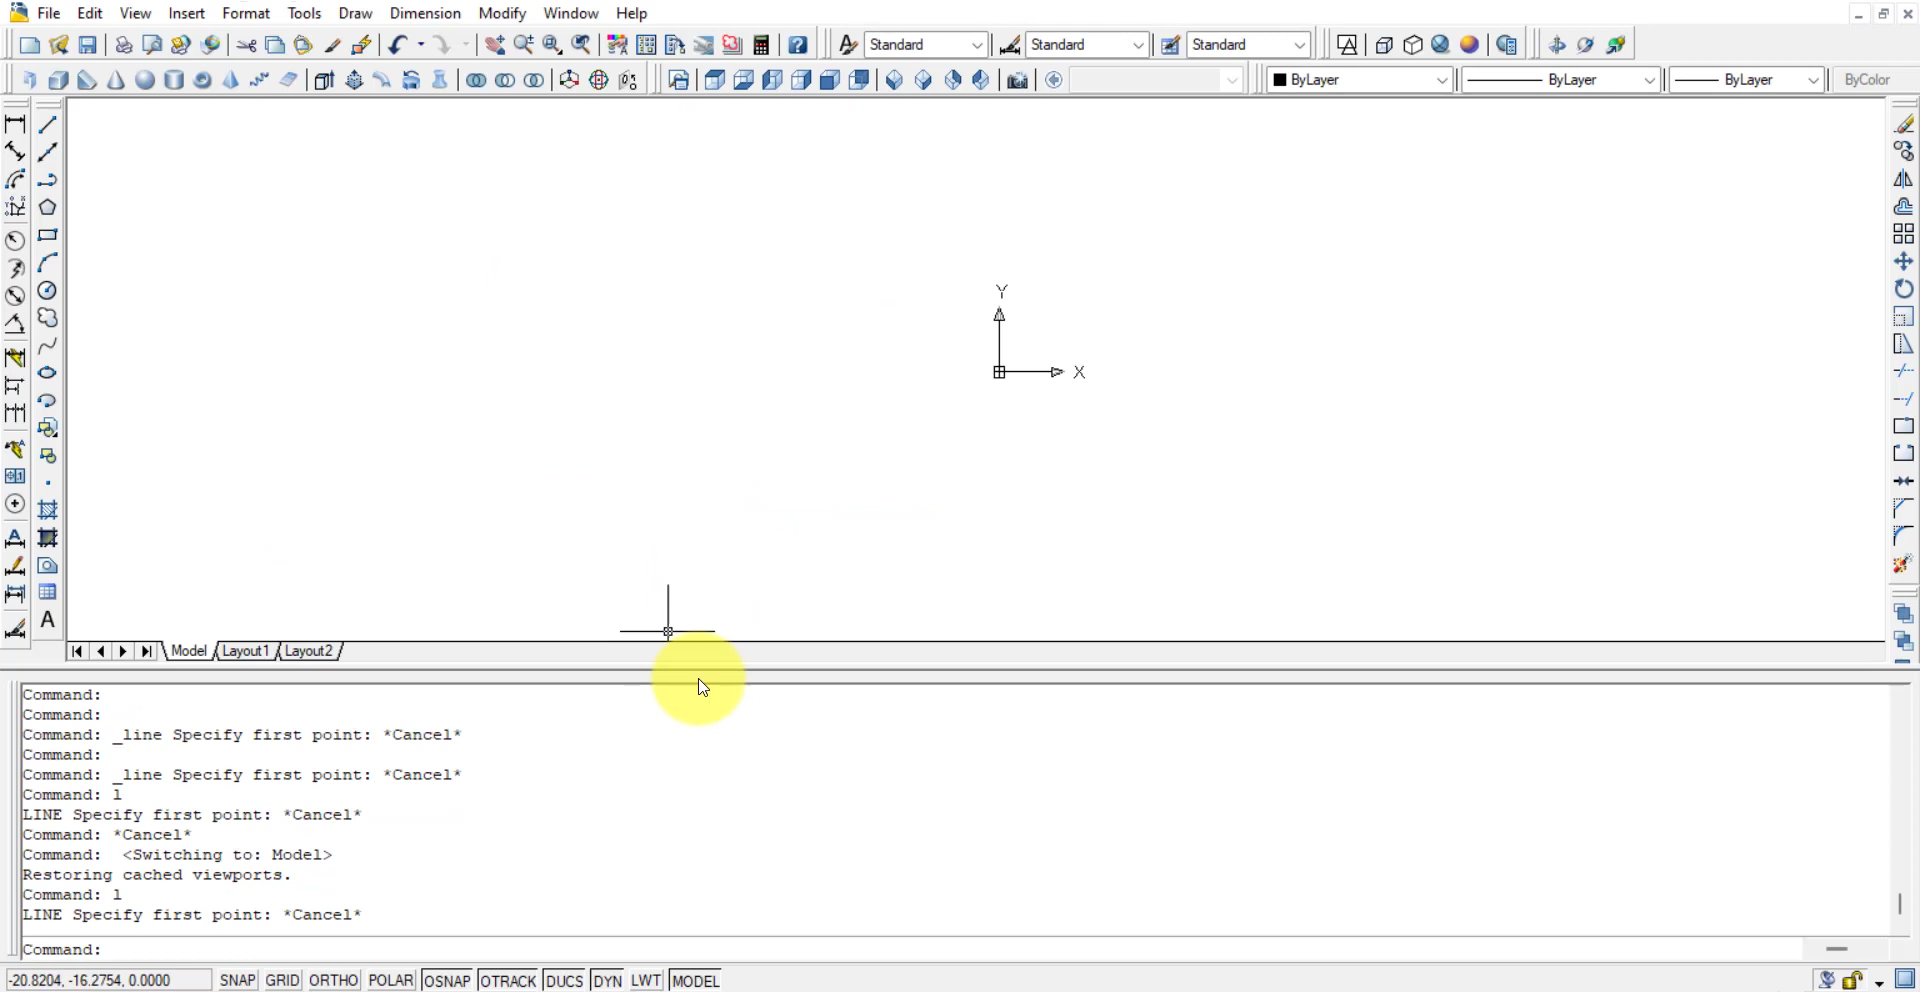 File Edit View Insert Format Tools Draw Dimension Modify Window Help
Standard Standard Standard
ByLayer ByLayer ByLayer ByColor
Y
X
A
Model Layout1 Layout2
Command:
Command:
Command: _line Specify first point: *Cancel*
Command:
Command: _line Specify first point: *Cancel*
Command: l
LINE Specify first point: *Cancel*
Command: *Cancel*
Command:  <Switching to: Model>
Restoring cached viewports.
Command: l
LINE Specify first point: *Cancel*
Command:
-20.8204, -16.2754, 0.0000 SNAP GRID ORTHO POLAR OSNAP OTRACK DUCS DYN LWT MODEL